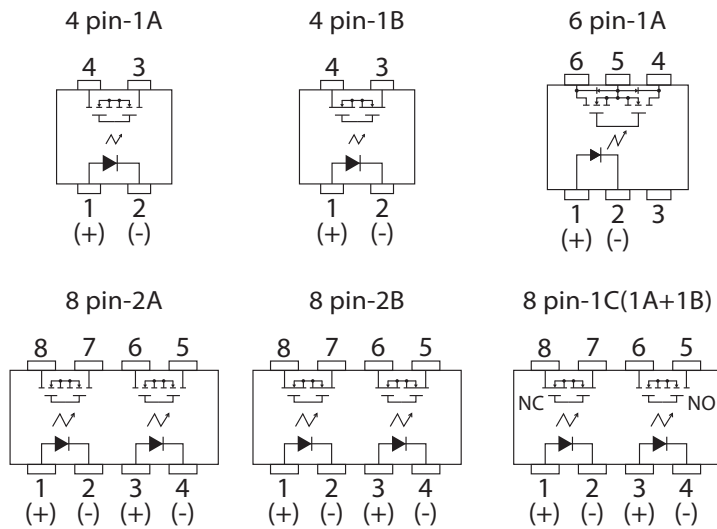 4 pin-1A
4 3
1 2
(+) (-)
4 pin-1B
4 3
1 2
(+) (-)
6 pin-1A
6 5 4
1 2 3
(+) (-)
8 pin-2A
8 7 6 5
1 2 3 4
(+) (-) (+) (-)
8 pin-2B
8 7 6 5
1 2 3 4
(+) (-) (+) (-)
8 pin-1C(1A+1B)
8 7 6 5
NC NO
1 2 3 4
(+) (-) (+) (-)